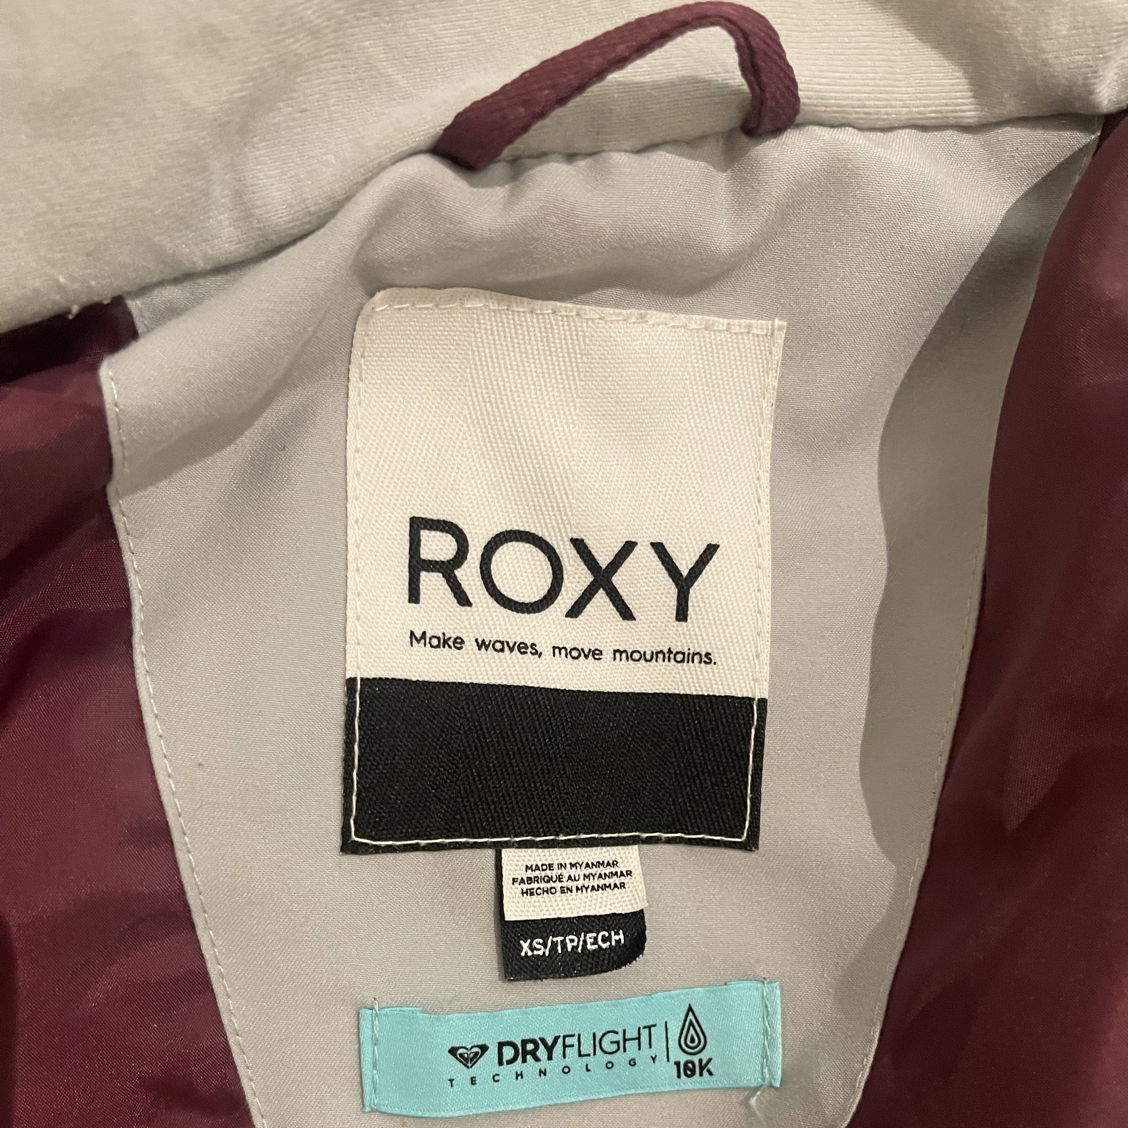 ROXY
Make waves, move mountains.
MADE IN MYANMAR
FABRIQUÉ AU MYANMAR
HECHO EN MYANMAR
XS/TP/ECH
DRYFLIGHT
TECHNOLOGY
10K